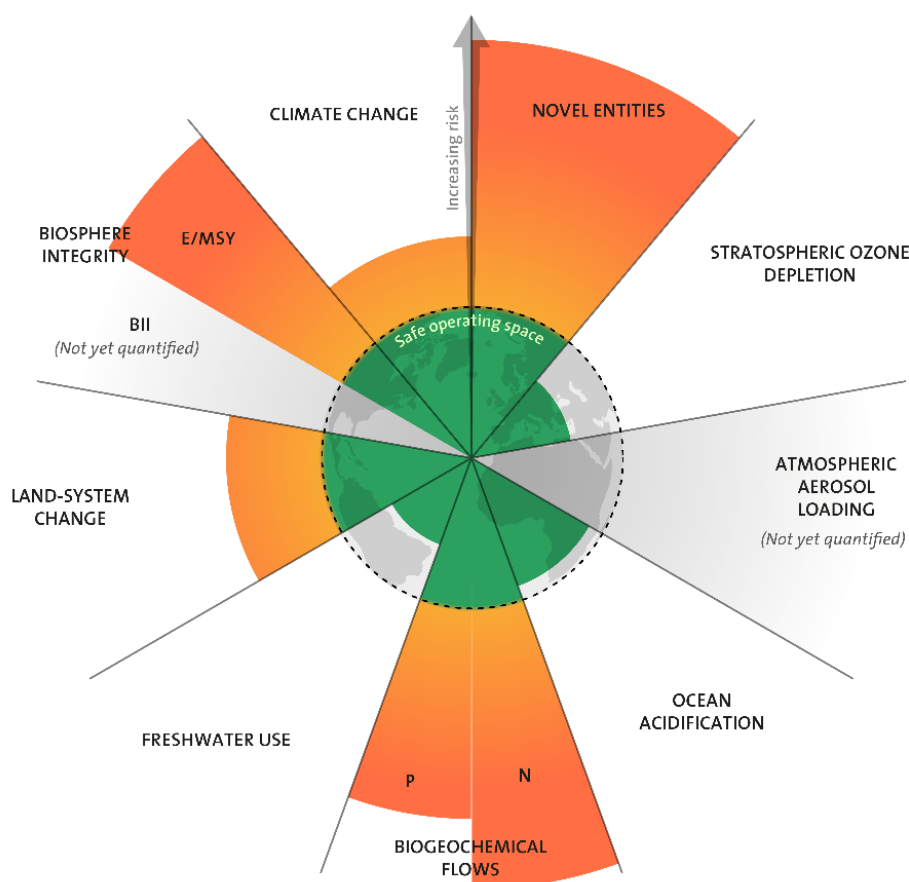 CLIMATE CHANGE
Increasing risk
NOVEL ENTITIES
BIOSPHERE
INTEGRITY
E/MSY
STRATOSPHERIC OZONE
DEPLETION
BII
(Not yet quantified)
Safe operating space
LAND-SYSTEM
CHANGE
ATMOSPHERIC
AEROSOL
LOADING
(Not yet quantified)
FRESHWATER USE
OCEAN
ACIDIFICATION
P
N
BIOGEOCHEMICAL
FLOWS